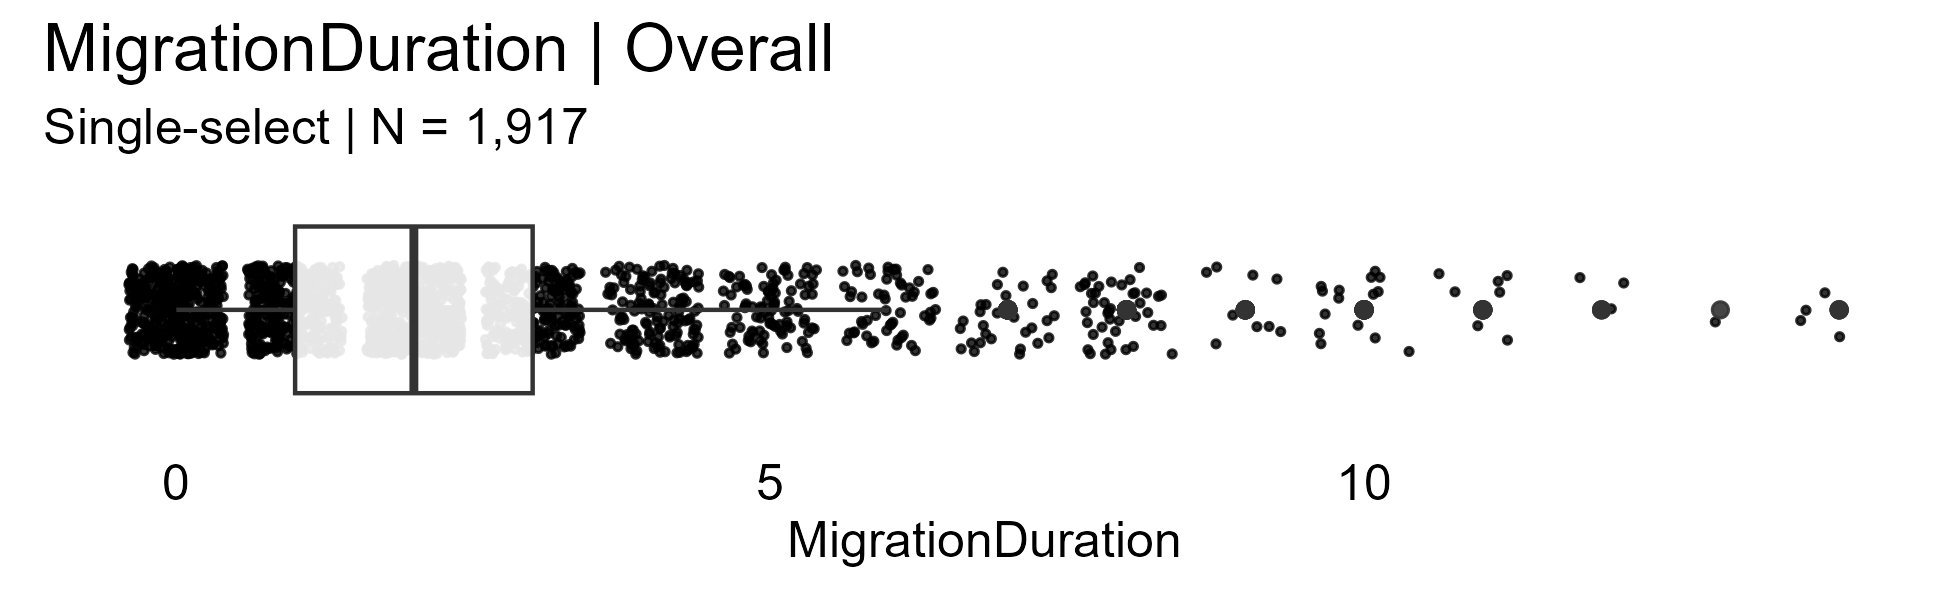 MigrationDuration | Overall
Single-select | N = 1,917
0 5 10
MigrationDuration